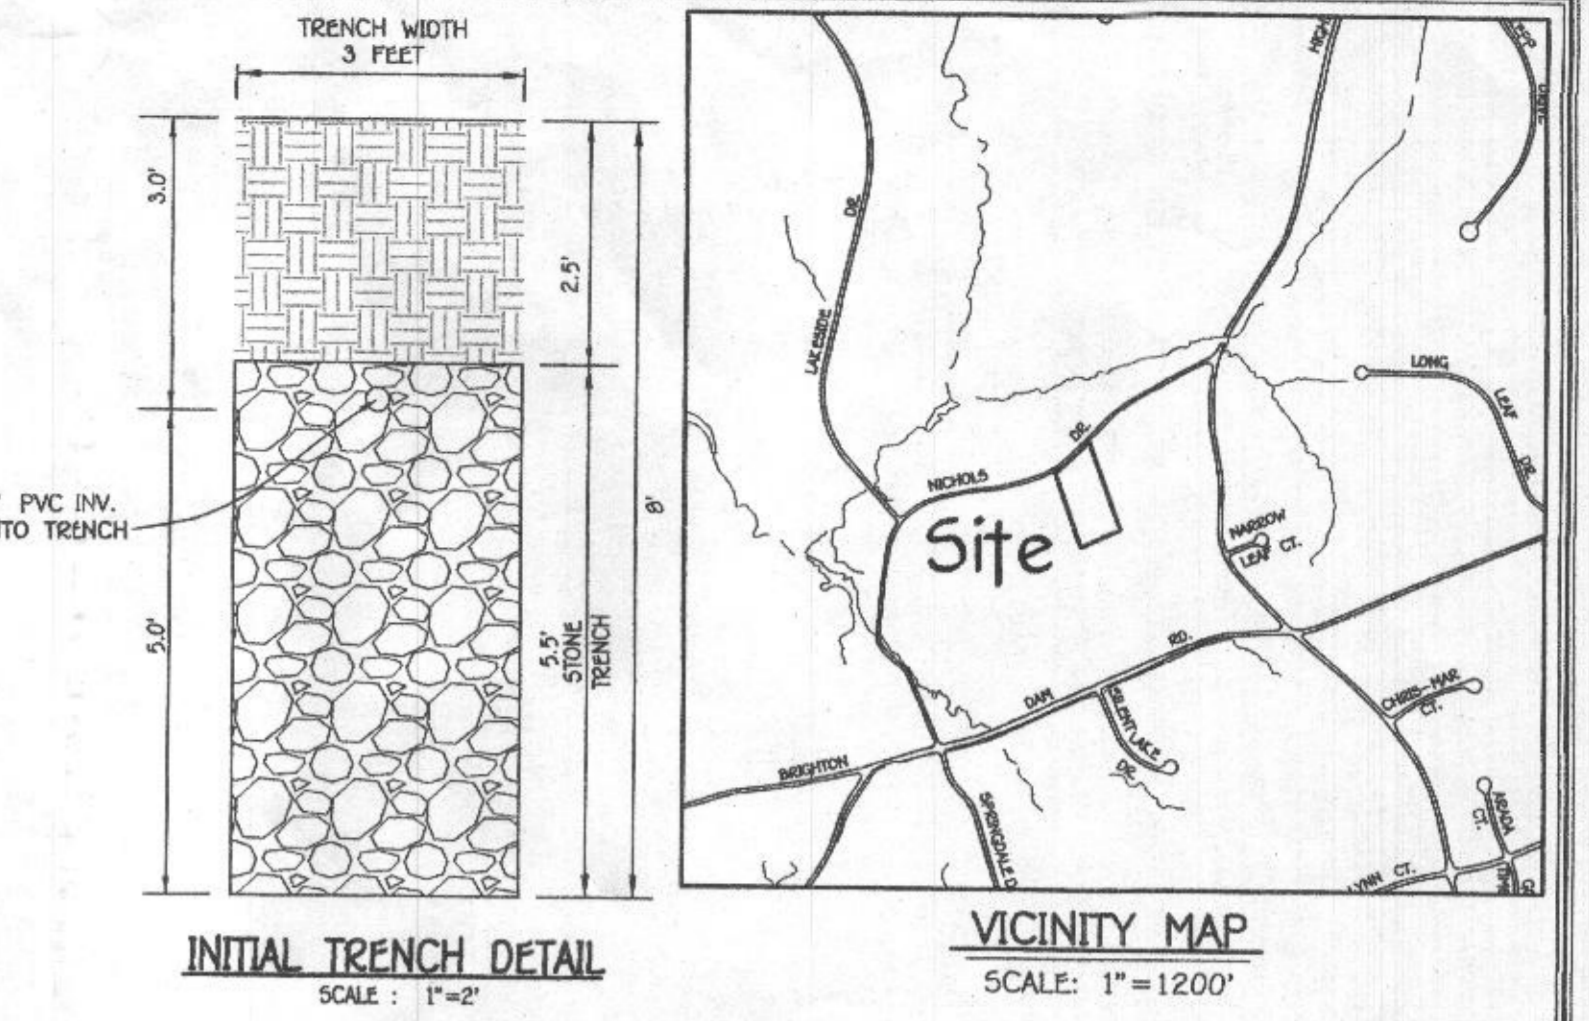 TRENCH WIDTH
3 FEET
3.0'
2.5'
8'
PVC INV.
TO TRENCH
5.0'
5.5'
STONE
TRENCH
INITIAL TRENCH DETAIL
SCALE : 1"=2'
DR.
LAKESIDE
NICHOLS
DR.
Site
LONG
LEAF
DR.
NARROW
LEAF CT.
RD.
DAM
BRIGHTON
SILENT LAKE
DR.
SPRINGDALE
CHRIS-MAR
CT.
ARADA
CT.
LYNN CT.
VICINITY MAP
SCALE: 1"=1200'